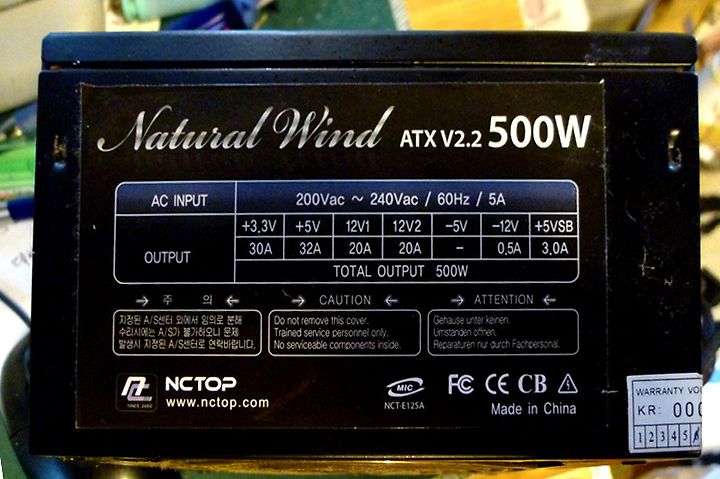 Natural Wind ATX V2.2 500W
AC INPUT 200Vac ~ 240Vac / 60Hz / 5A
OUTPUT
+3,3V +5V 12V1 12V2 -5V -12V +5VSB
30A 32A 20A 20A - 0,5A 3,0A
TOTAL OUTPUT 500W
주 의
지정된 A/S센터 외에서 임의로 분해
수리시에는 A/S가 불가하오니 문제
발생시 지정된 A/S센터로 연락바랍니다.
CAUTION
Do not remove this cover.
Trained service personnel only.
No serviceable components inside.
ATTENTION
Gehause unter keinen.
Umstanden öffnen.
Reparaturen nur durch Fachpersonal.
NCTOP
www.nctop.com
MIC
NCT-E12SA
FC CE CB
Made in China
WARRANTY VO
KR: 000
1 2 3 4 5 6